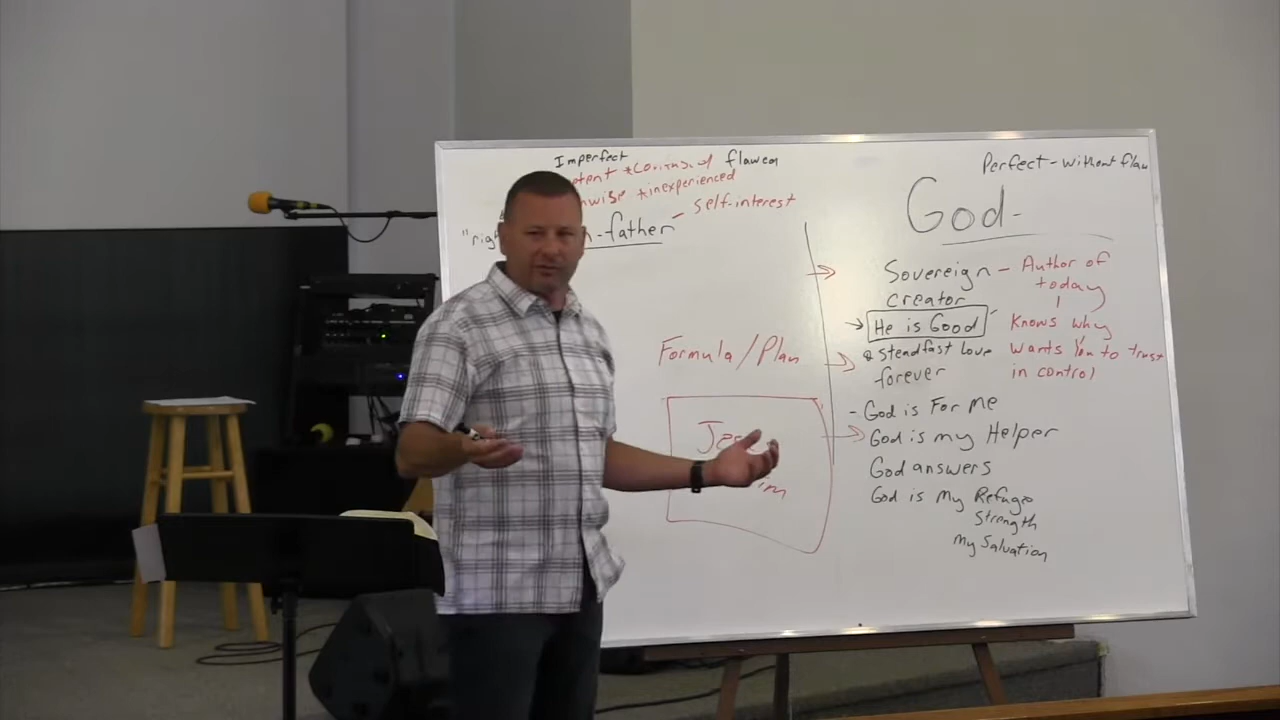 Imperfect
flawed
inexperienced
self-interest
-father
Formula/Plan
Perfect-without flaw
God-
Sovereign - Author of
today
creator
He is Good
Knows why
Steadfast Love
Wants You to trust
forever
in control
- God is For Me
God is my Helper
God answers
God is My Refuge
Strength
My Salvation